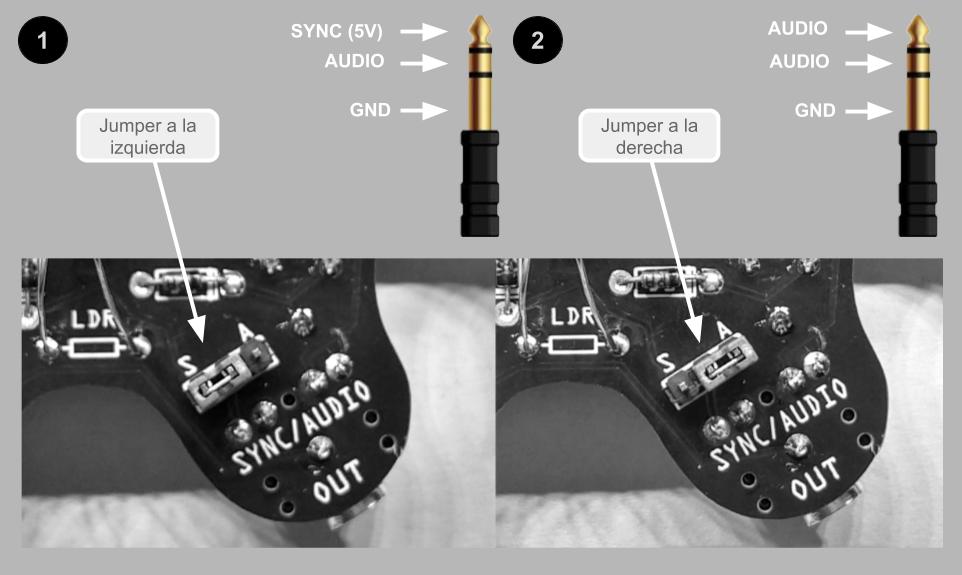 1
SYNC (5V)
AUDIO
GND
Jumper a la
izquierda
LDR
S
A
SYNC/AUDIO
OUT
2
AUDIO
AUDIO
GND
Jumper a la
derecha
LDR
S
A
SYNC/AUDIO
OUT